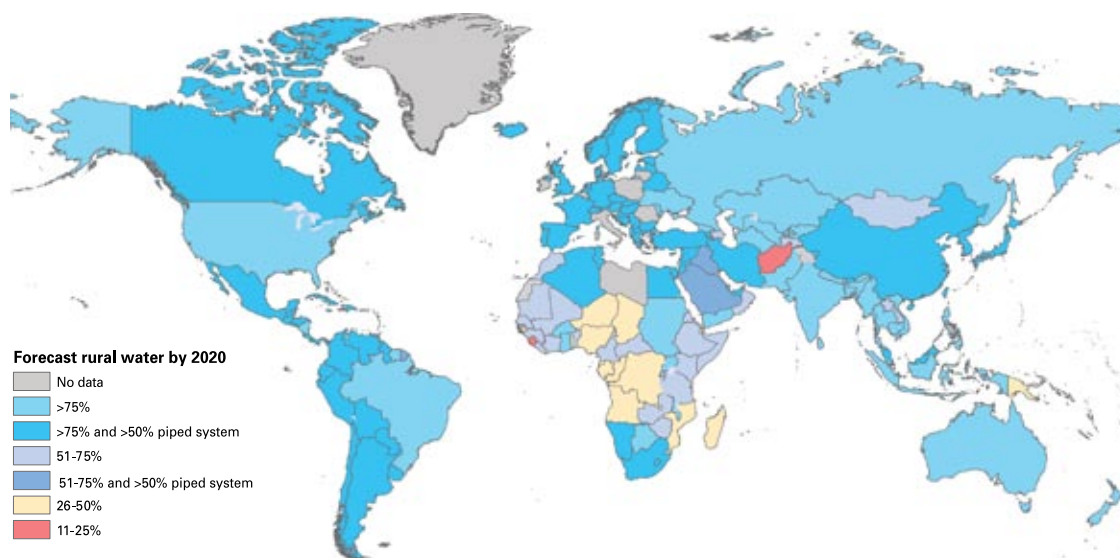 Forecast rural water by 2020
No data
>75%
>75% and >50% piped system
51-75%
51-75% and >50% piped system
26-50%
11-25%